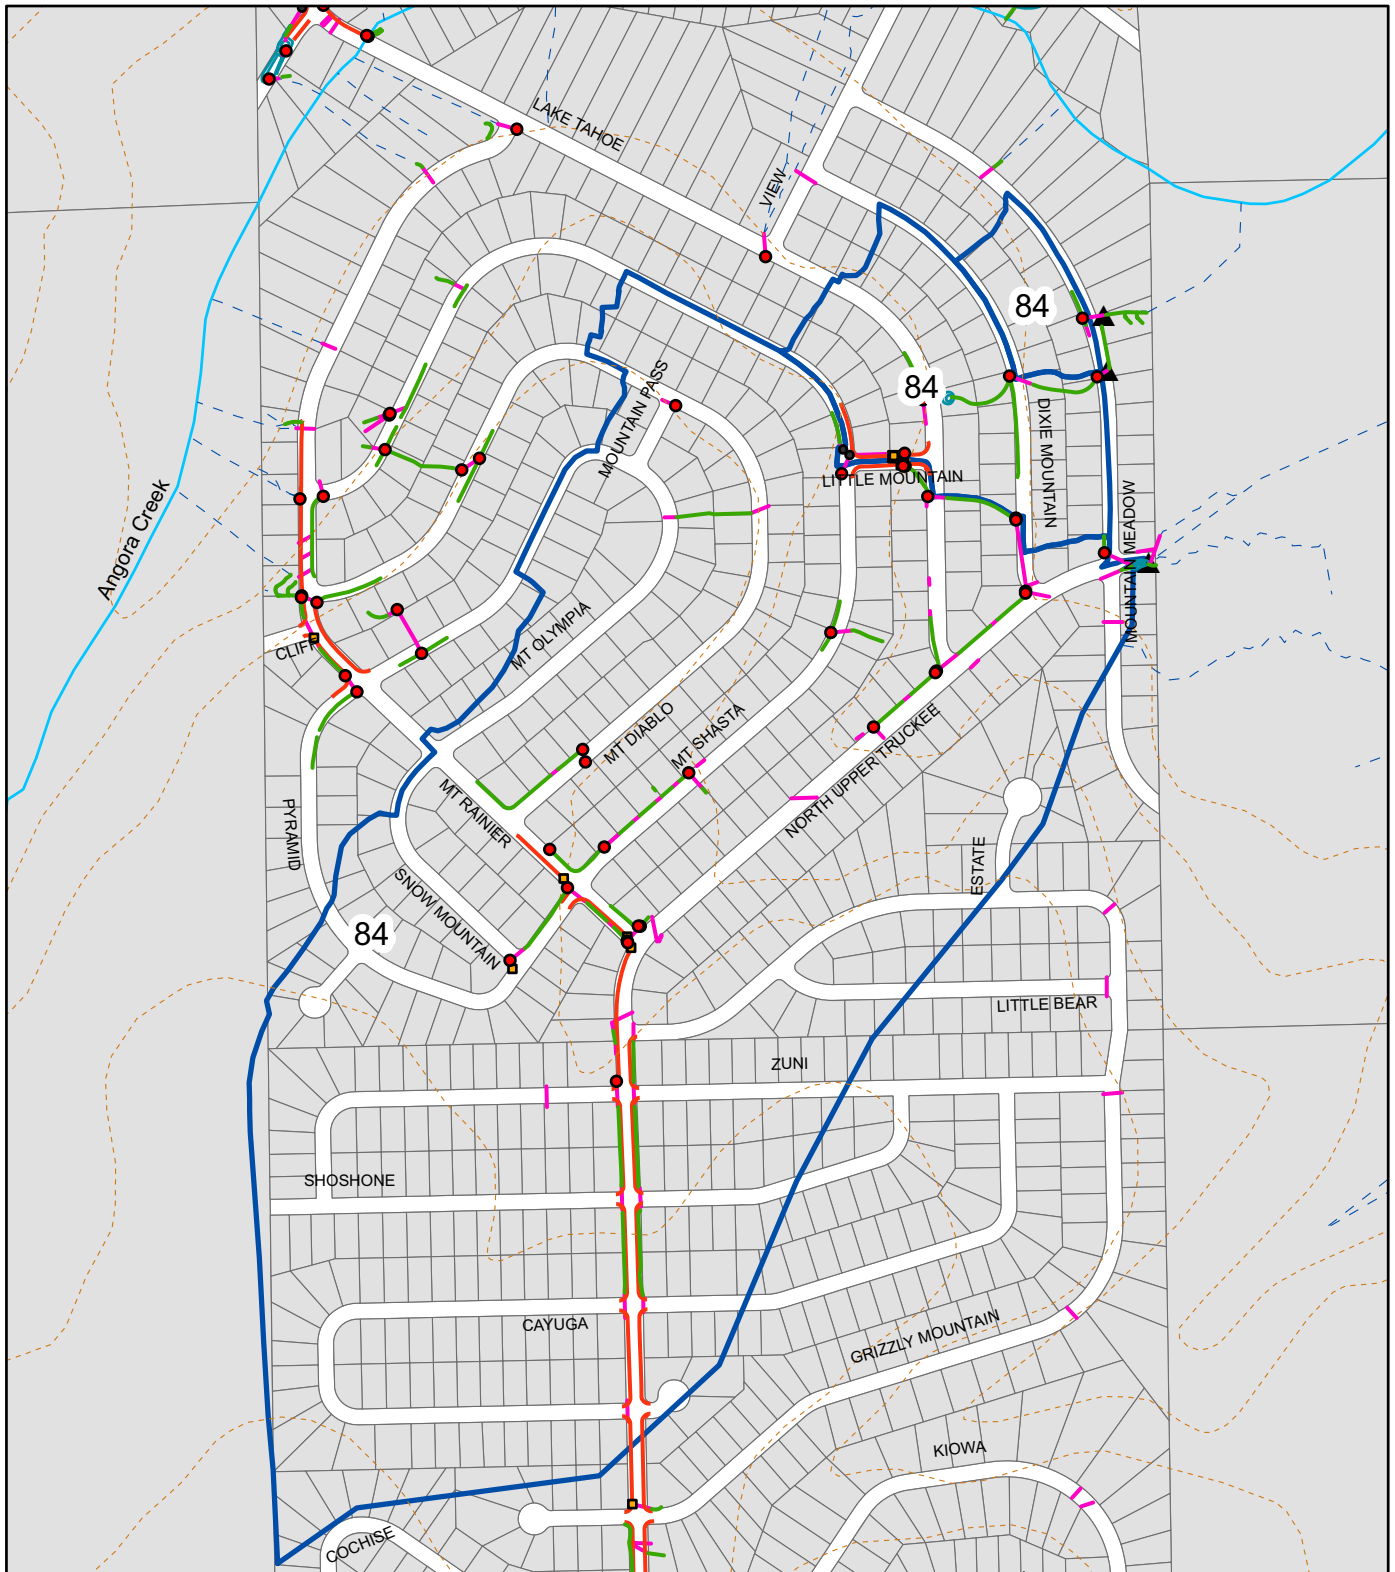 LAKE TAHOE
VIEW
84
MOUNTAIN PASS
84
DIXIE MOUNTAIN
LITTLE MOUNTAIN
MOUNTAIN MEADOW
Angora Creek
CLIFF
MT OLYMPIA
MT DIABLO
MT SHASTA
NORTH UPPER TRUCKEE
MT RAINIER
PYRAMID
ESTATE
SNOW MOUNTAIN
84
LITTLE BEAR
ZUNI
SHOSHONE
CAYUGA
GRIZZLY MOUNTAIN
KIOWA
COCHISE